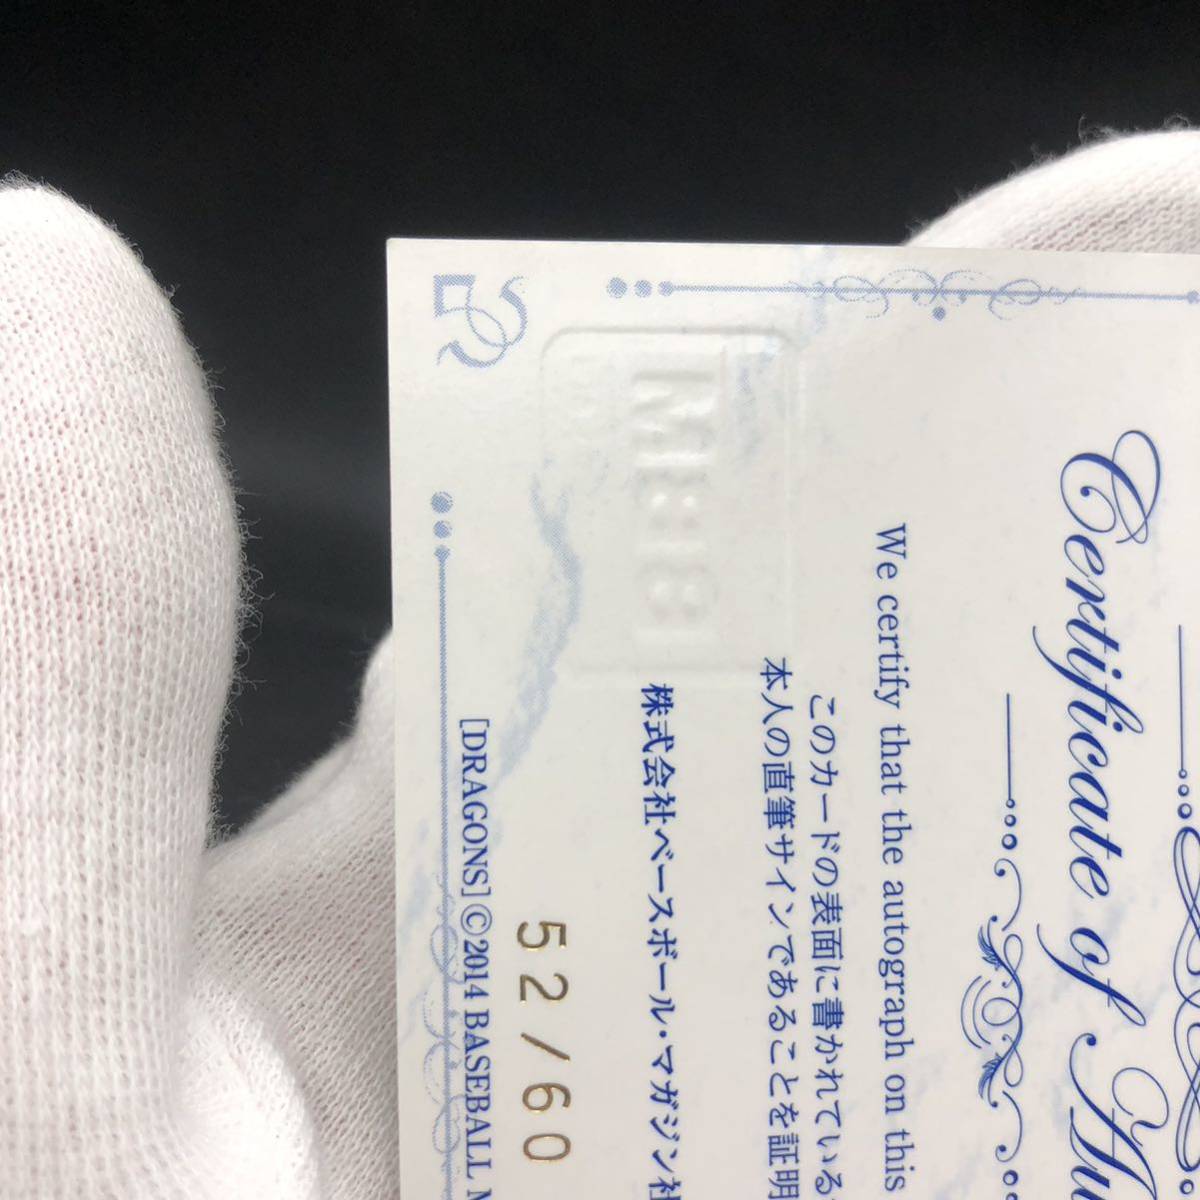 Certificate of
We certify that the autograph on this
このカードの表面に書かれている
本人の直筆サインであることを証明
株式会社ベースボール・マガジン社
52/60
[DRAGONS]©2014 BASEBALL M